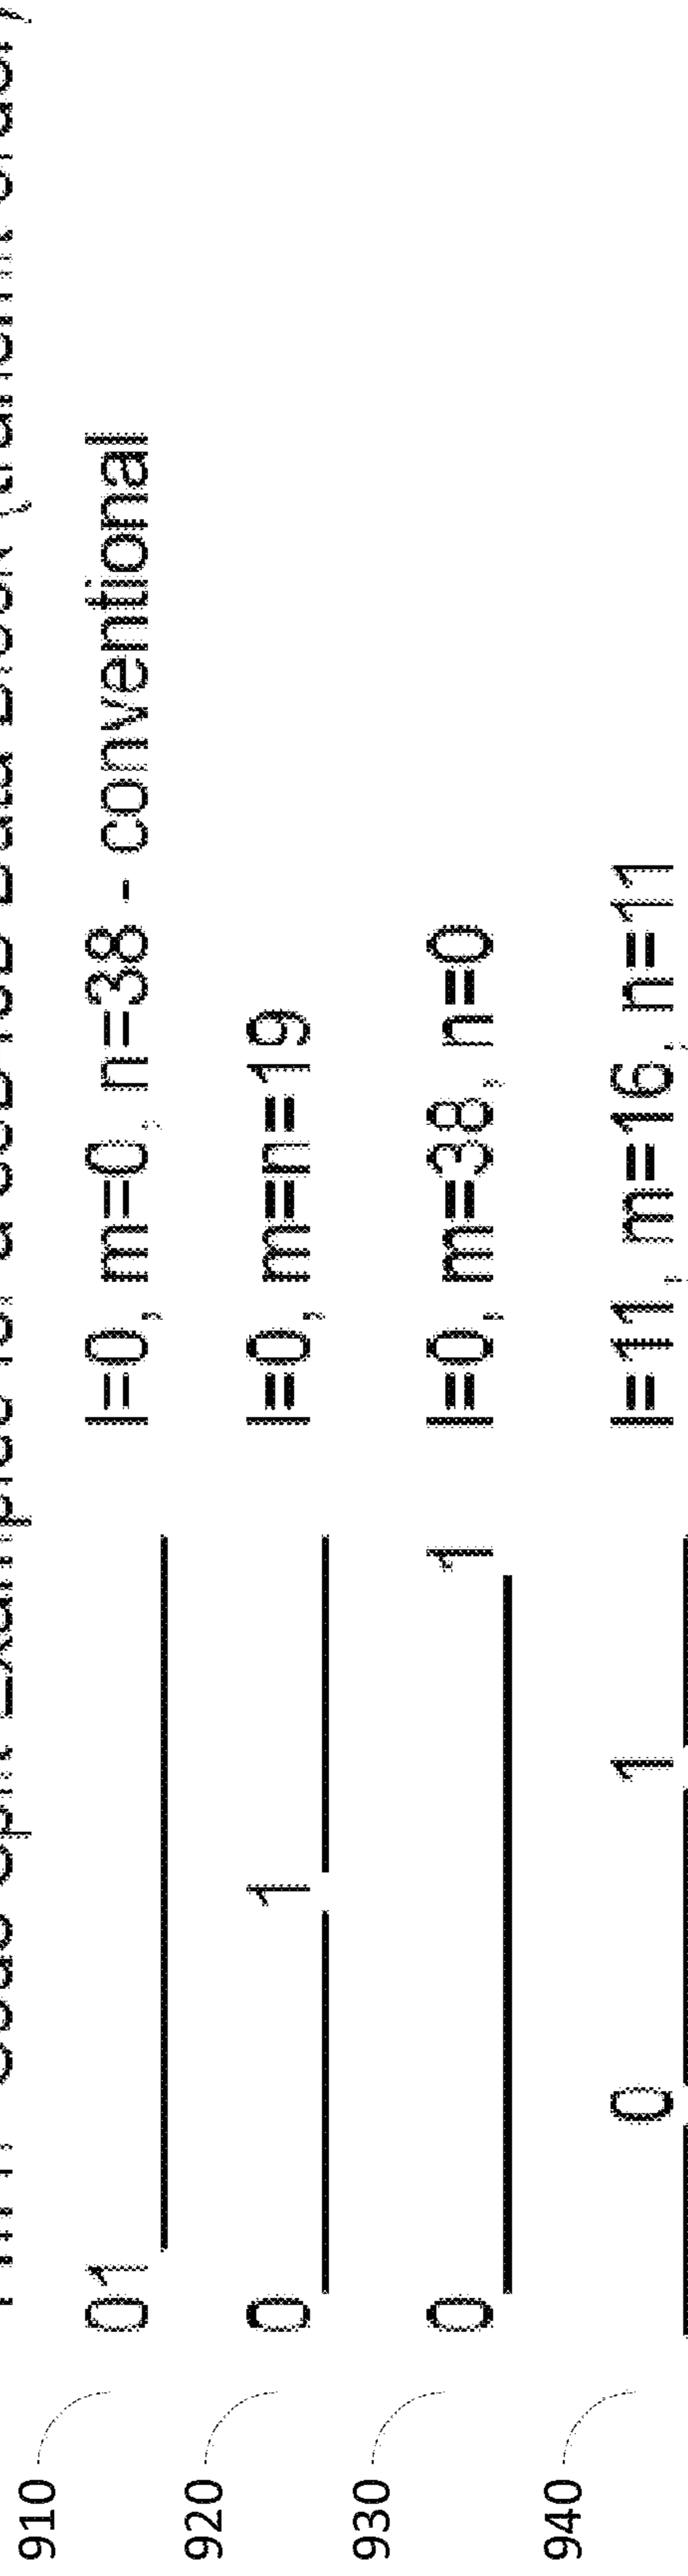 910 01 l=0, m=0, n=38 - conventional
920 0 1 l=0, m=n=19
930 0 1 l=0, m=38, n=0
940 0 1 l=11, m=16, n=11